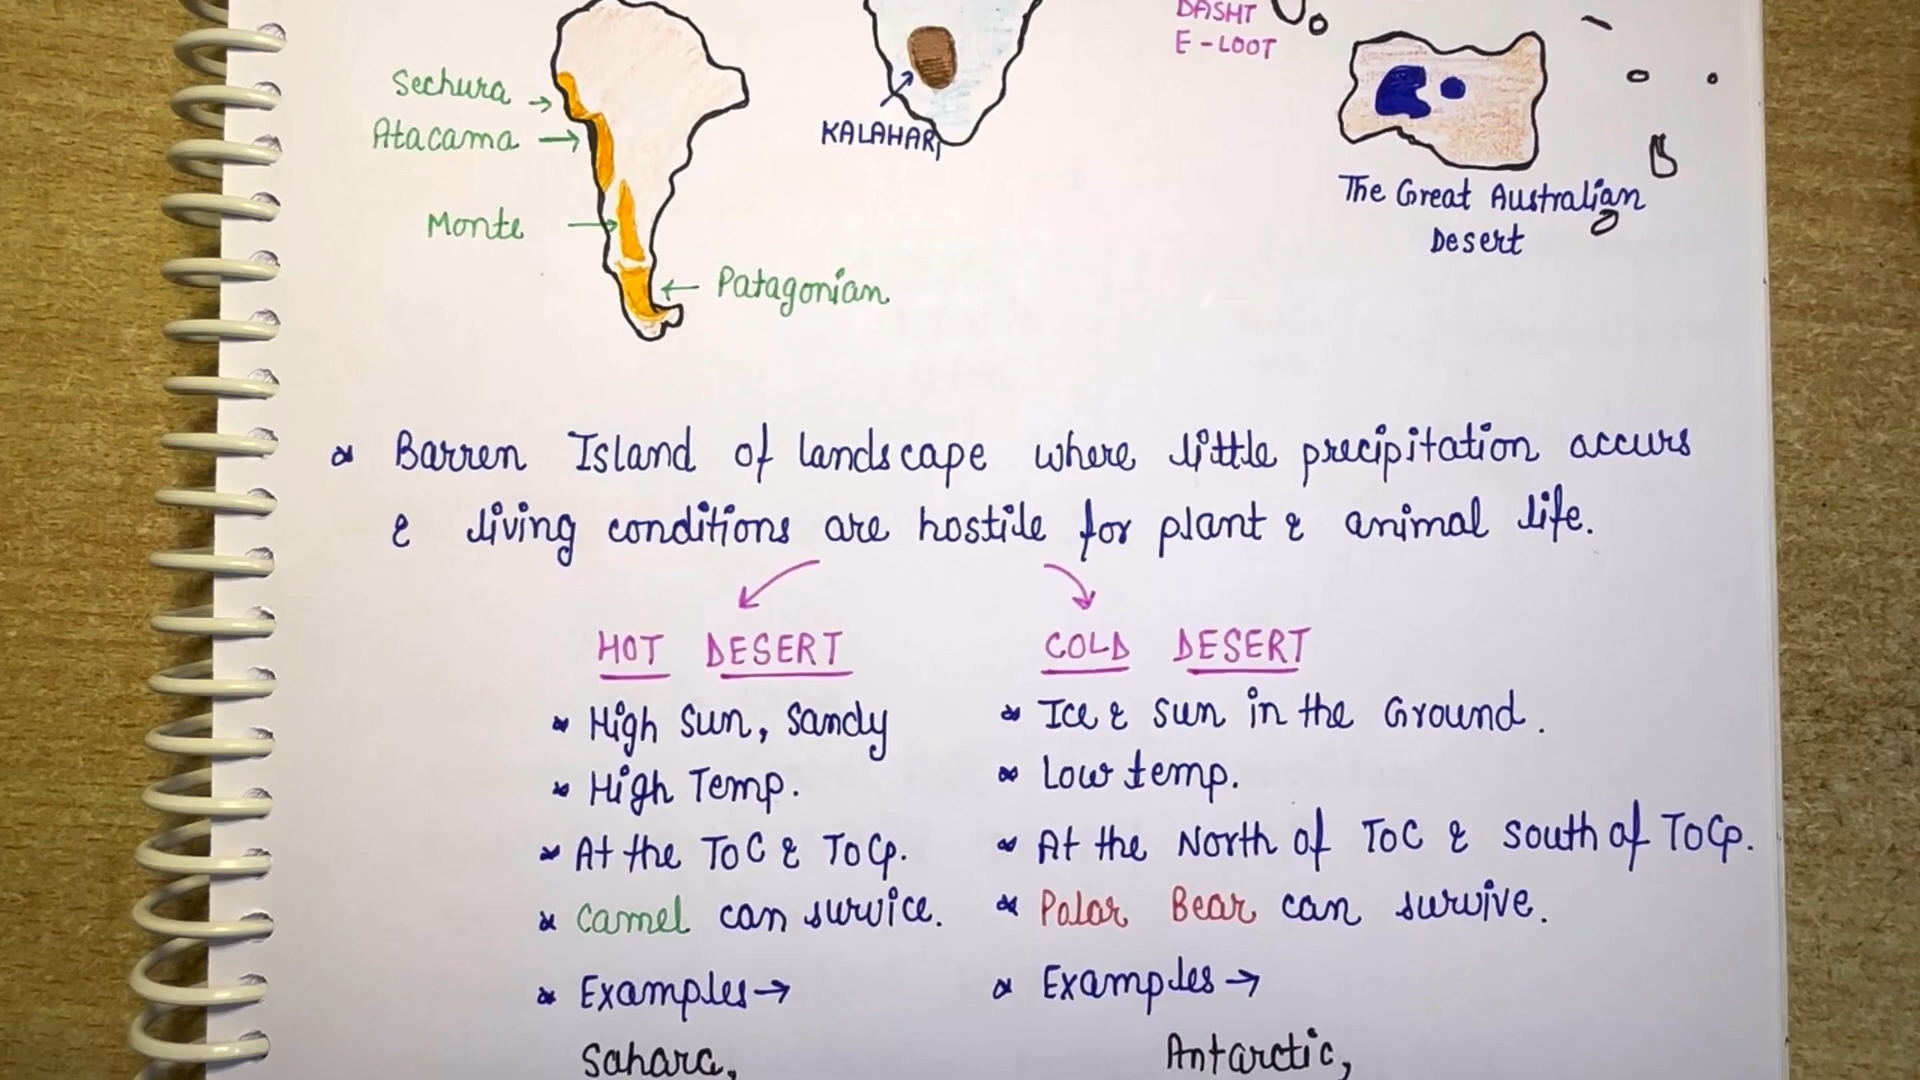 DASHT
E-LOOT
Sechura
Atacama
KALAHARI
Monte
The Great Australian
Desert
Patagonian
Barren Island of landscape where little precipitation accurs
& living conditions are hostile for plant & animal life.
HOT DESERT
High Sun, Sandy
High Temp.
At the ToC & ToCp.
Camel can survice.
Examples →
Sahara,
COLD DESERT
Ice & Sun in the Ground.
Low temp.
At the North of ToC & South of ToCp.
Polar Bear can survive.
Examples →
Antarctic,